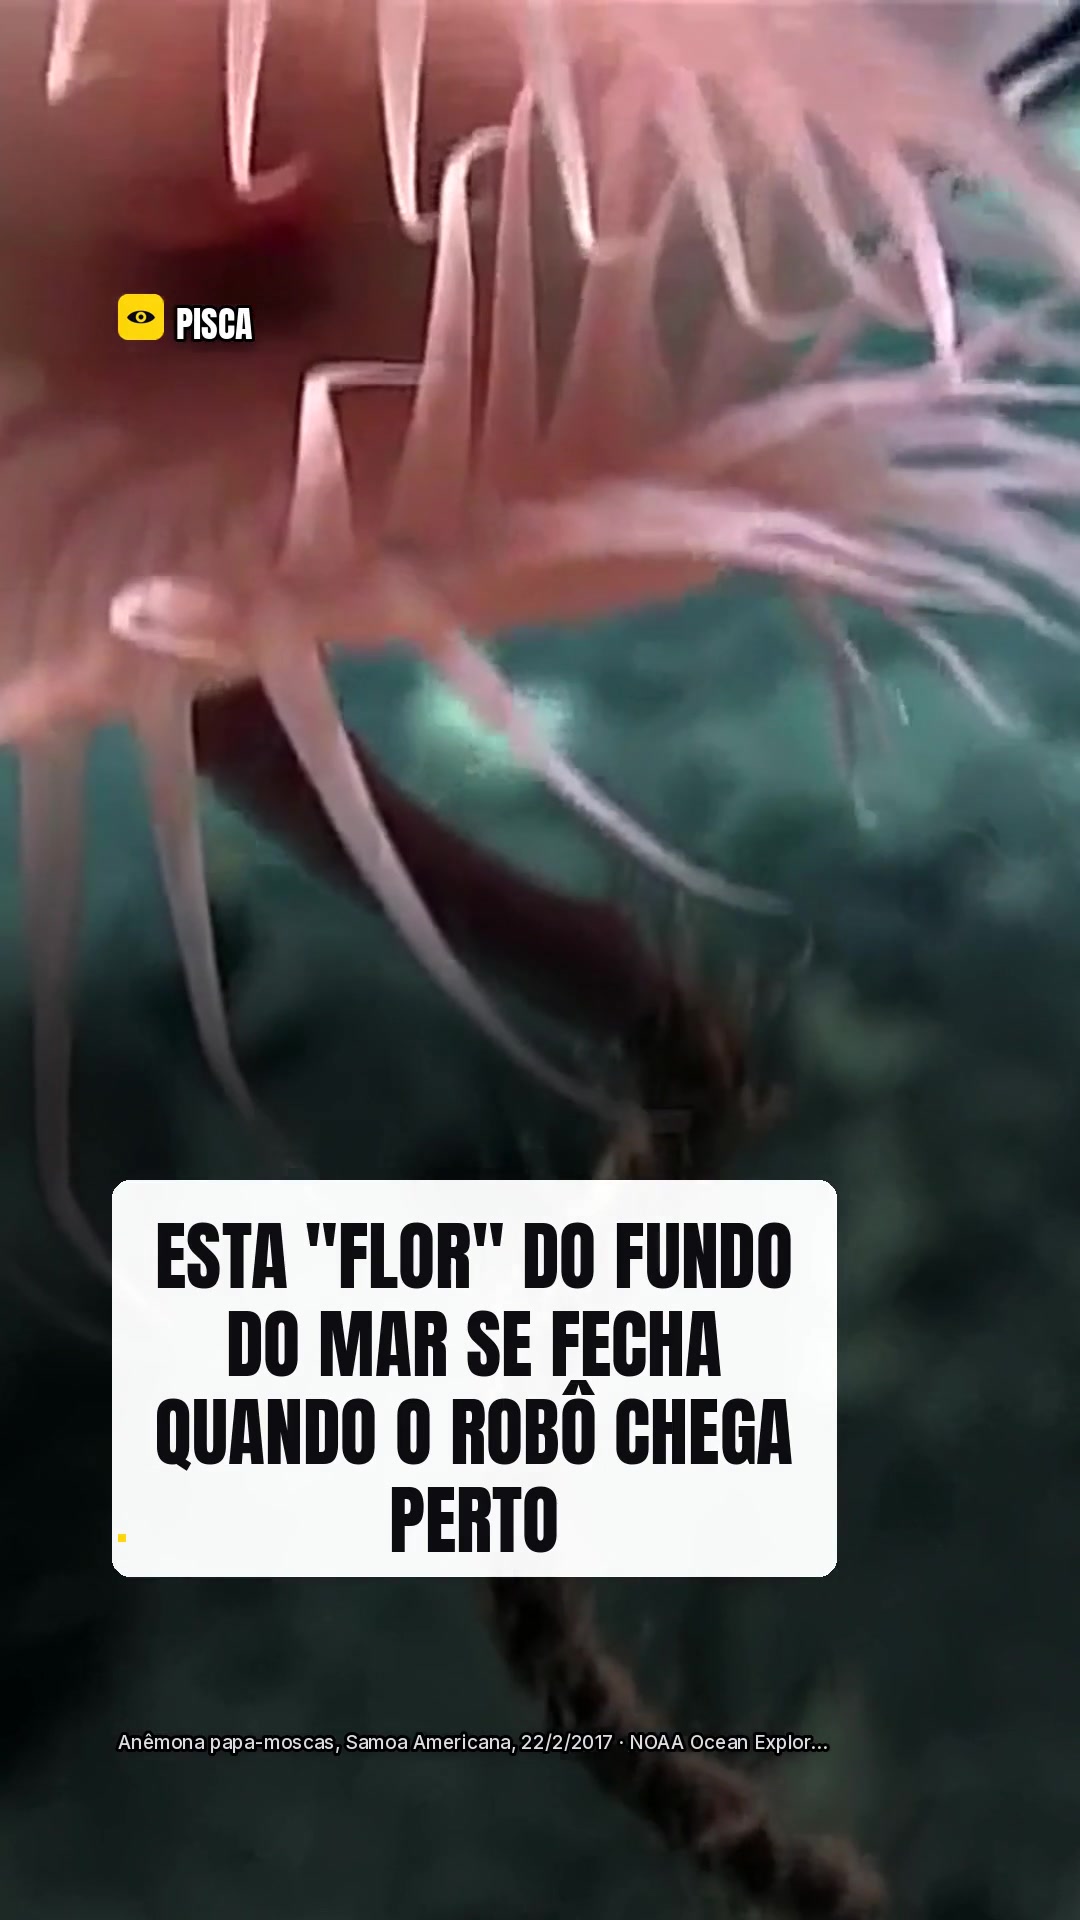 PISCA
ESTA "FLOR" DO FUNDO
DO MAR SE FECHA
QUANDO O ROBÔ CHEGA
PERTO
Anêmona papa-moscas, Samoa Americana, 22/2/2017 · NOAA Ocean Explor...